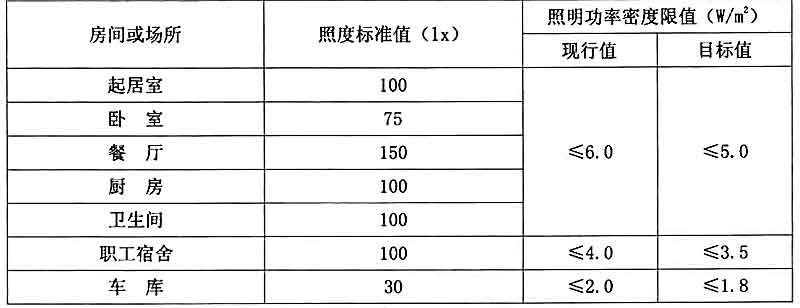 房间或场所 照度标准值（lx） 照明功率密度限值（W/m²）
现行值 目标值
起居室 100
卧 室 75
餐 厅 150 ≤6.0 ≤5.0
厨 房 100
卫生间 100
职工宿舍 100 ≤4.0 ≤3.5
车 库 30 ≤2.0 ≤1.8